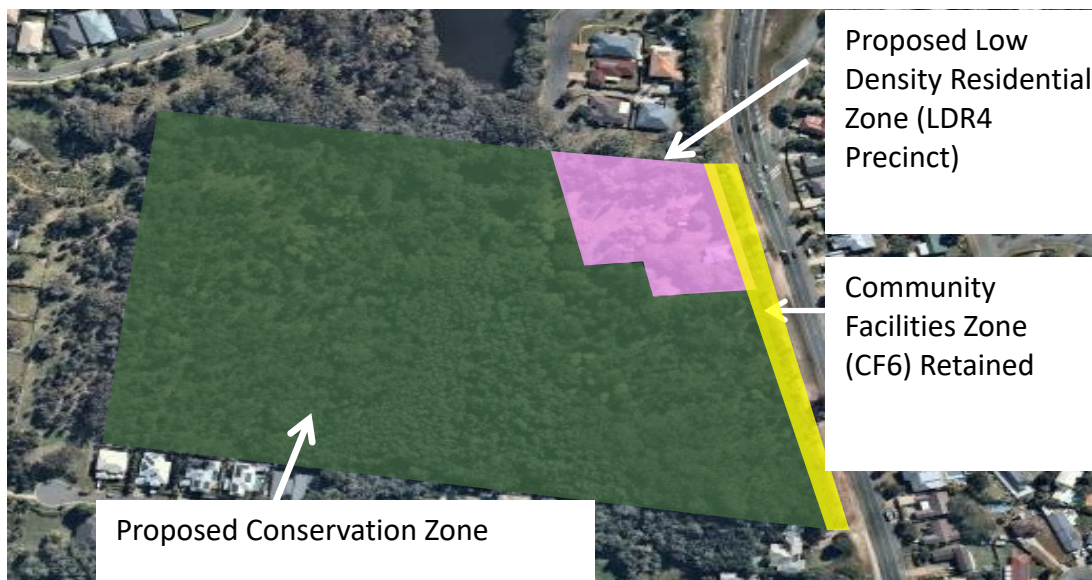 Proposed Low
Density Residential
Zone (LDR4
Precinct)
Community
Facilities Zone
(CF6) Retained
Proposed Conservation Zone